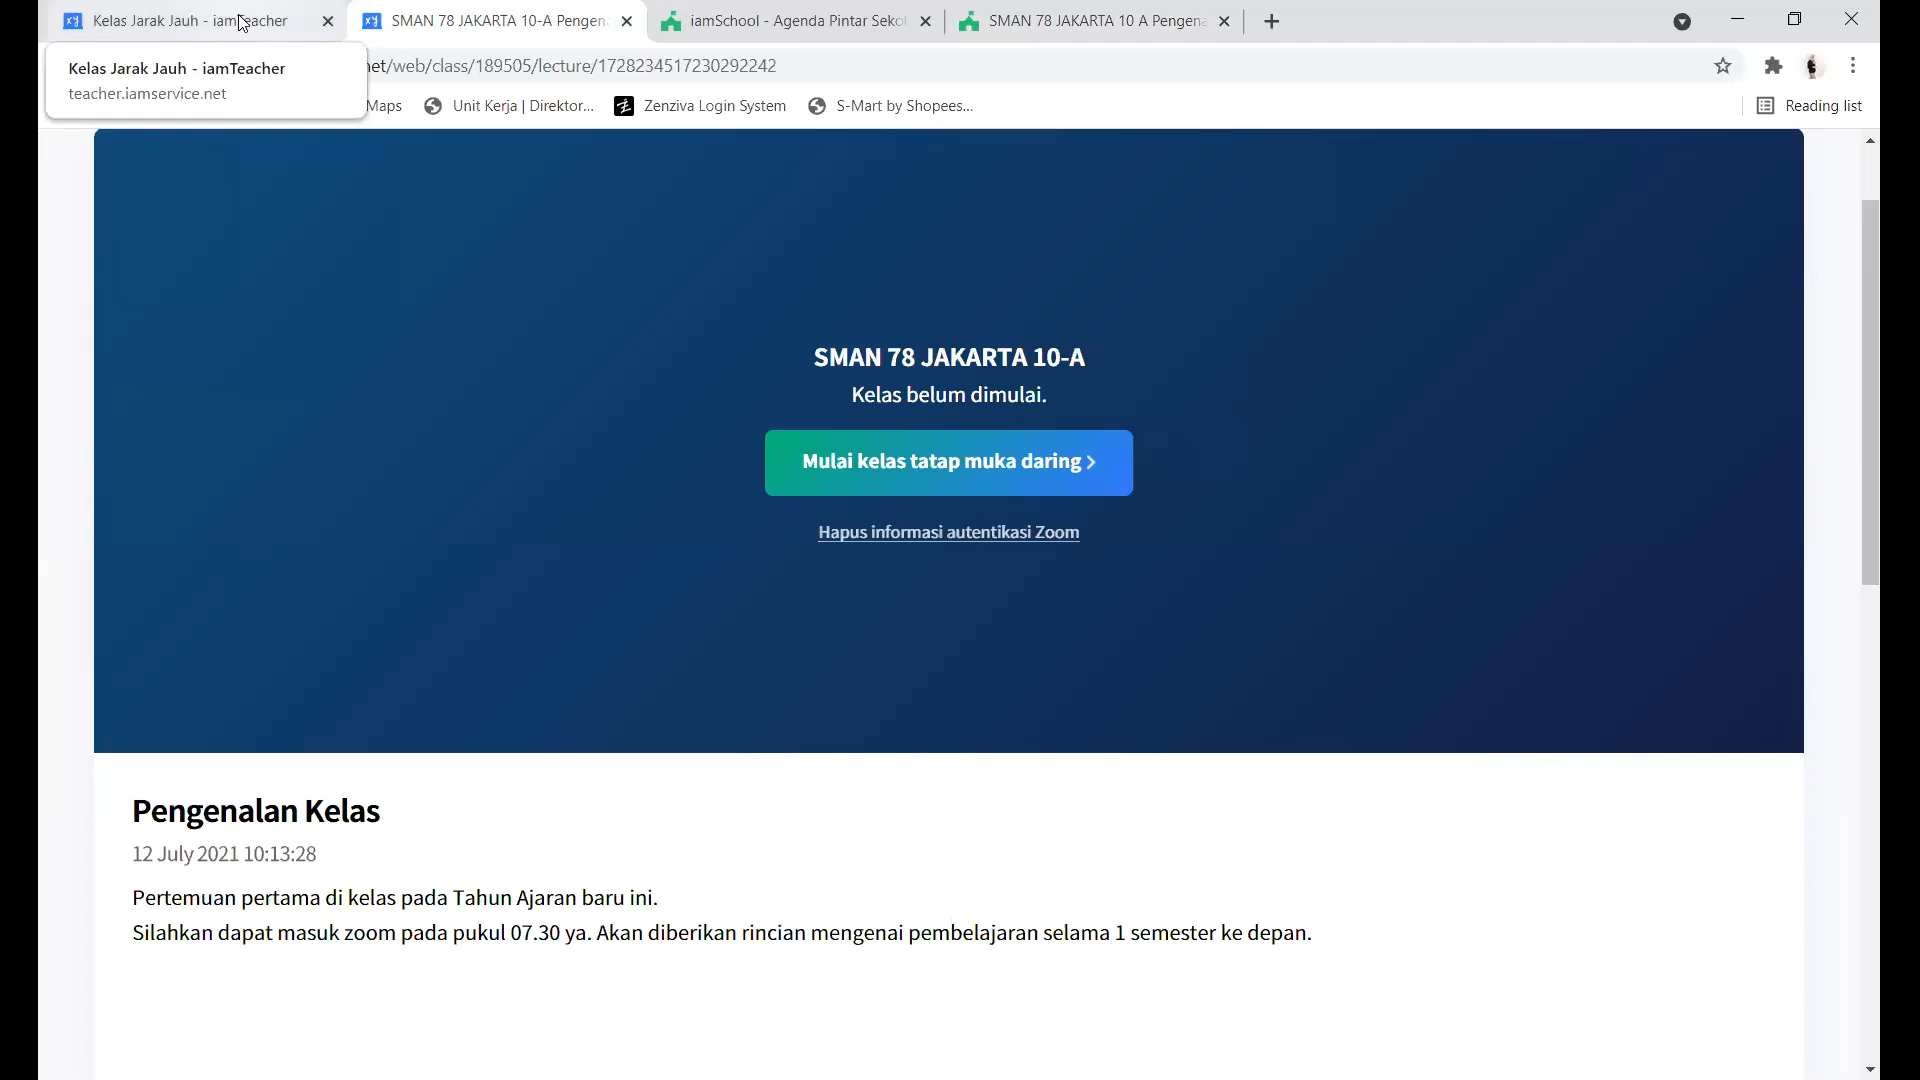 Kelas Jarak Jauh - iamTeacher
SMAN 78 JAKARTA 10-A Pengen
iamSchool - Agenda Pintar Sekol
SMAN 78 JAKARTA 10 A Pengena
Kelas Jarak Jauh - iamTeacher
teacher.iamservice.net
net/web/class/189505/lecture/1728234517230292242
Maps
Unit Kerja | Direktor...
Zenziva Login System
S-Mart by Shopees...
Reading list
SMAN 78 JAKARTA 10-A
Kelas belum dimulai.
Mulai kelas tatap muka daring >
Hapus informasi autentikasi Zoom
Pengenalan Kelas
12 July 2021 10:13:28
Pertemuan pertama di kelas pada Tahun Ajaran baru ini.
Silahkan dapat masuk zoom pada pukul 07.30 ya. Akan diberikan rincian mengenai pembelajaran selama 1 semester ke depan.